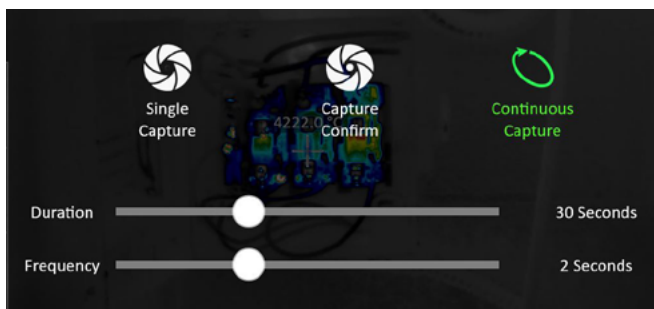 Single
Capture
4222.0 °C
Capture
Confirm
Continuous
Capture
Duration
30 Seconds
Frequency
2 Seconds